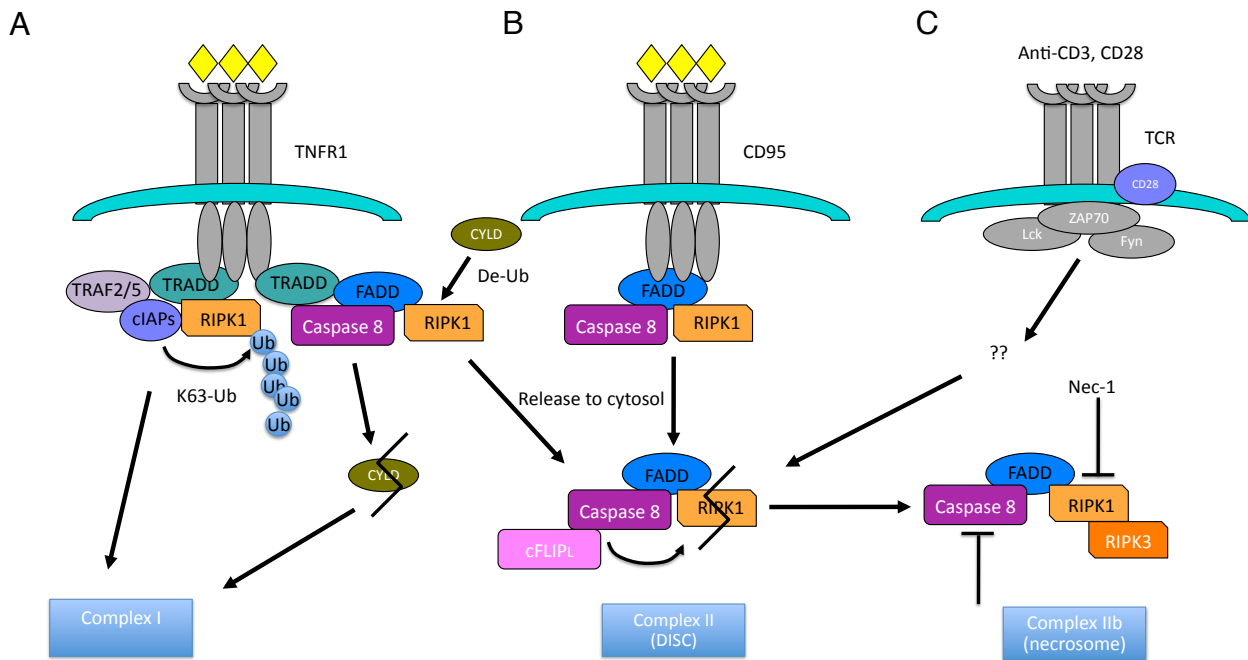 A
B
C
Anti-CD3, CD28
TNFR1
CD95
TCR
CD28
ZAP70
Lck
Fyn
CYLD
De-Ub
TRAF2/5
TRADD
TRADD
FADD
FADD
cIAPs
RIPK1
Caspase 8
RIPK1
Caspase 8
RIPK1
Ub
Ub
Ub
Ub
Ub
K63-Ub
??
Nec-1
Release to cytosol
CYLD
FADD
FADD
Caspase 8
RIPK1
Caspase 8
RIPK1
cFLIPL
RIPK3
Complex I
Complex II
(DISC)
Complex IIb
(necrosome)